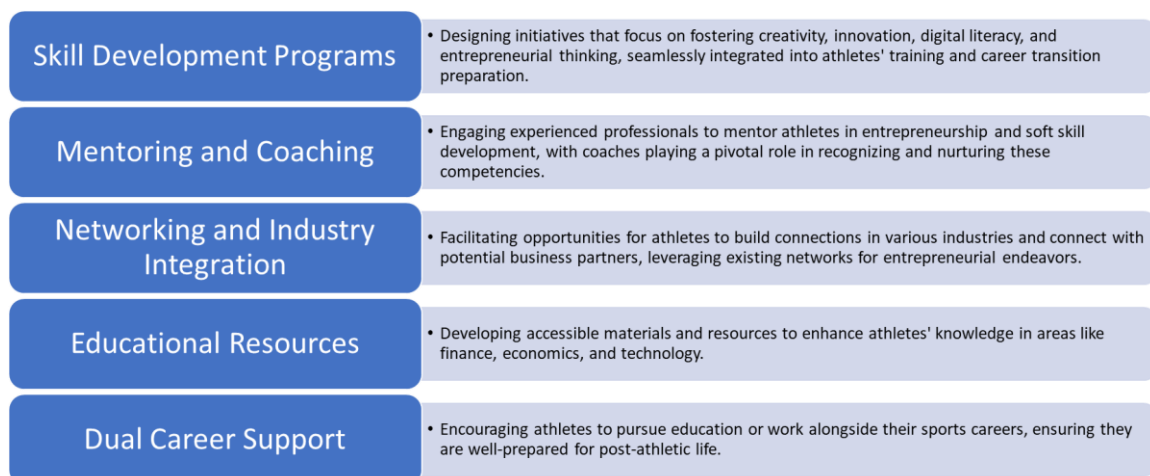 Skill Development Programs
• Designing initiatives that focus on fostering creativity, innovation, digital literacy, and
entrepreneurial thinking, seamlessly integrated into athletes' training and career transition
preparation.
Mentoring and Coaching
• Engaging experienced professionals to mentor athletes in entrepreneurship and soft skill
development, with coaches playing a pivotal role in recognizing and nurturing these
competencies.
Networking and Industry
Integration
• Facilitating opportunities for athletes to build connections in various industries and connect with
potential business partners, leveraging existing networks for entrepreneurial endeavors.
Educational Resources
• Developing accessible materials and resources to enhance athletes' knowledge in areas like
finance, economics, and technology.
Dual Career Support
• Encouraging athletes to pursue education or work alongside their sports careers, ensuring they
are well-prepared for post-athletic life.